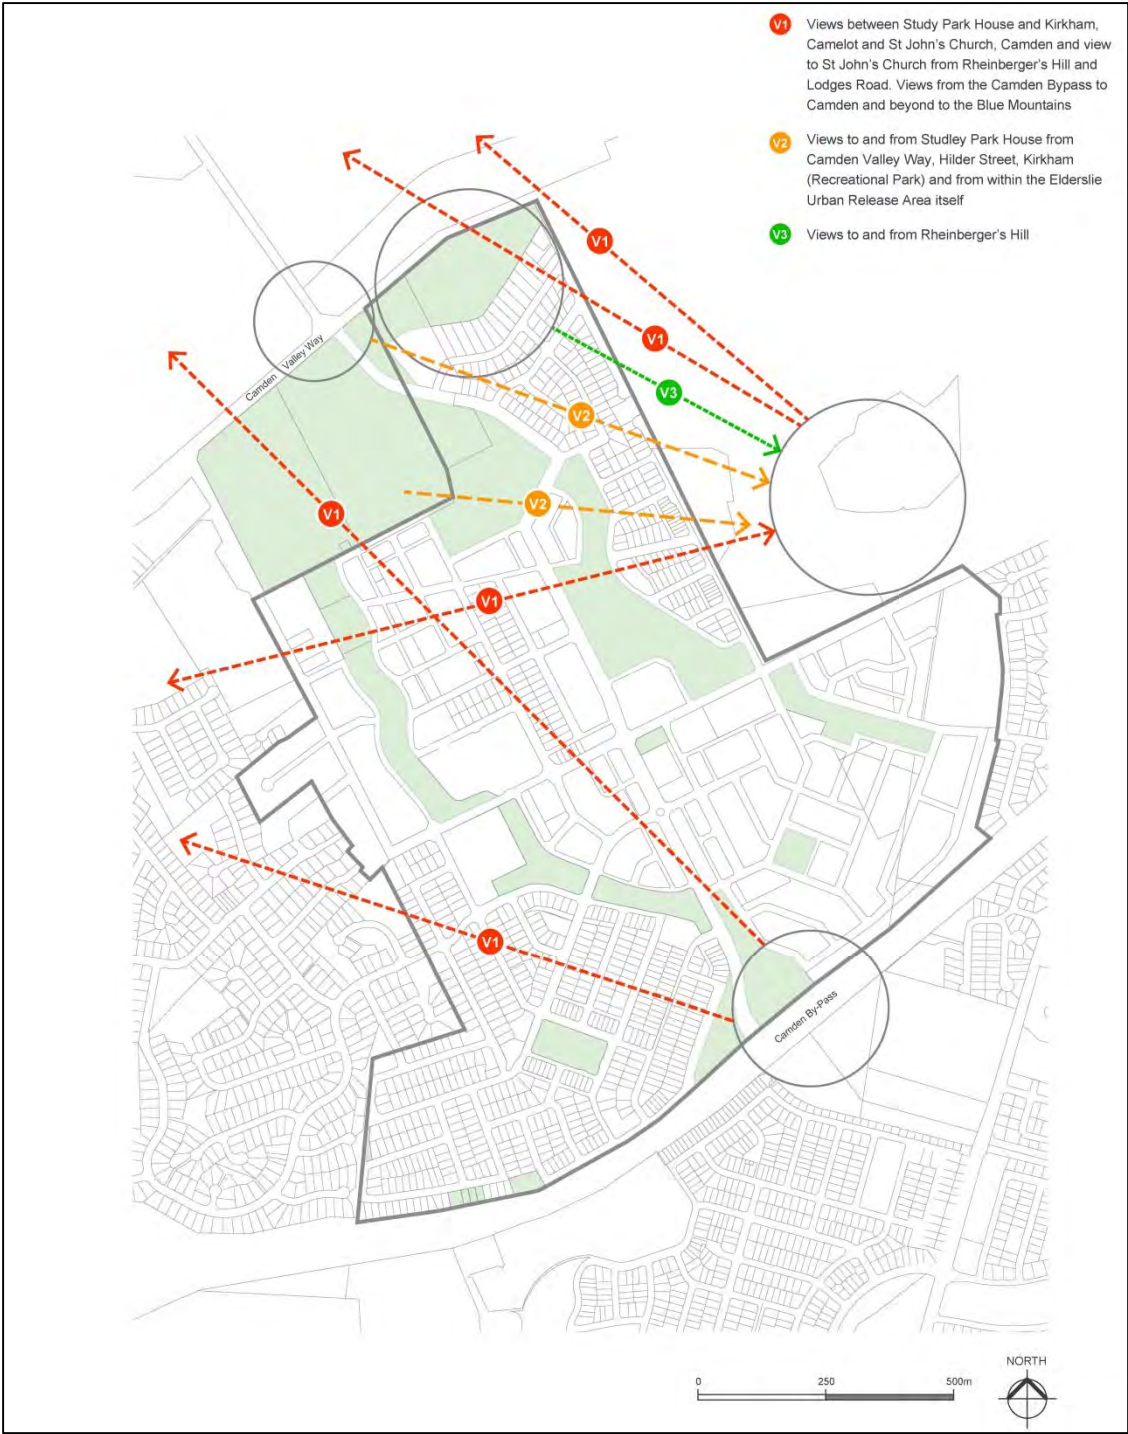 V1 Views between Study Park House and Kirkham,
Camelot and St John's Church, Camden and view
to St John's Church from Rheinberger's Hill and
Lodges Road. Views from the Camden Bypass to
Camden and beyond to the Blue Mountains
V2 Views to and from Studley Park House from
Camden Valley Way, Hilder Street, Kirkham
(Recreational Park) and from within the Elderslie
Urban Release Area itself
V3 Views to and from Rheinberger's Hill
V1
V1
Camden Valley Way
V3
V2
V2
V1
V1
V1
Camden By-Pass
NORTH
0 250 500m